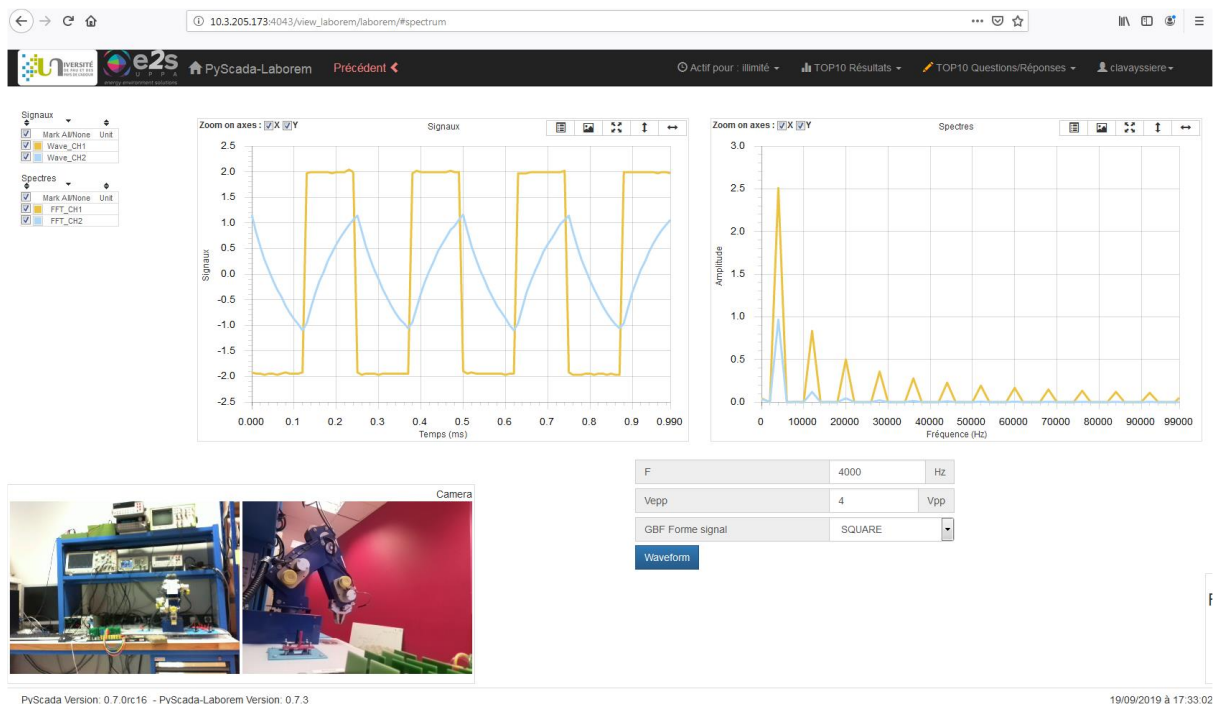 10.3.205.173:4043/view_laborem/laborem/#spectrum
UNIVERSITÉ
e2s
UPPA
energy environment solutions
PyScada-Laborem
Précédent
Actif pour : illimité
TOP10 Résultats
TOP10 Questions/Réponses
clavayssiere
Signaux
Mark All/None Unit
Wave_CH1
Wave_CH2
Spectres
Mark All/None Unit
FFT_CH1
FFT_CH2
Zoom on axes : X Y
Signaux
2.5
2.0
1.5
1.0
0.5
0.0
-0.5
-1.0
-1.5
-2.0
-2.5
Signaux
0.000 0.1 0.2 0.3 0.4 0.5 0.6 0.7 0.8 0.9 0.990
Temps (ms)
Zoom on axes : X Y
Spectres
3.0
2.5
2.0
1.5
1.0
0.5
0.0
Amplitude
0 10000 20000 30000 40000 50000 60000 70000 80000 90000 99000
Fréquence (Hz)
F 4000 Hz
Vepp 4 Vpp
GBF Forme signal SQUARE
Waveform
Camera
PyScada Version: 0.7.0rc16 - PyScada-Laborem Version: 0.7.3
19/09/2019 à 17:33:02